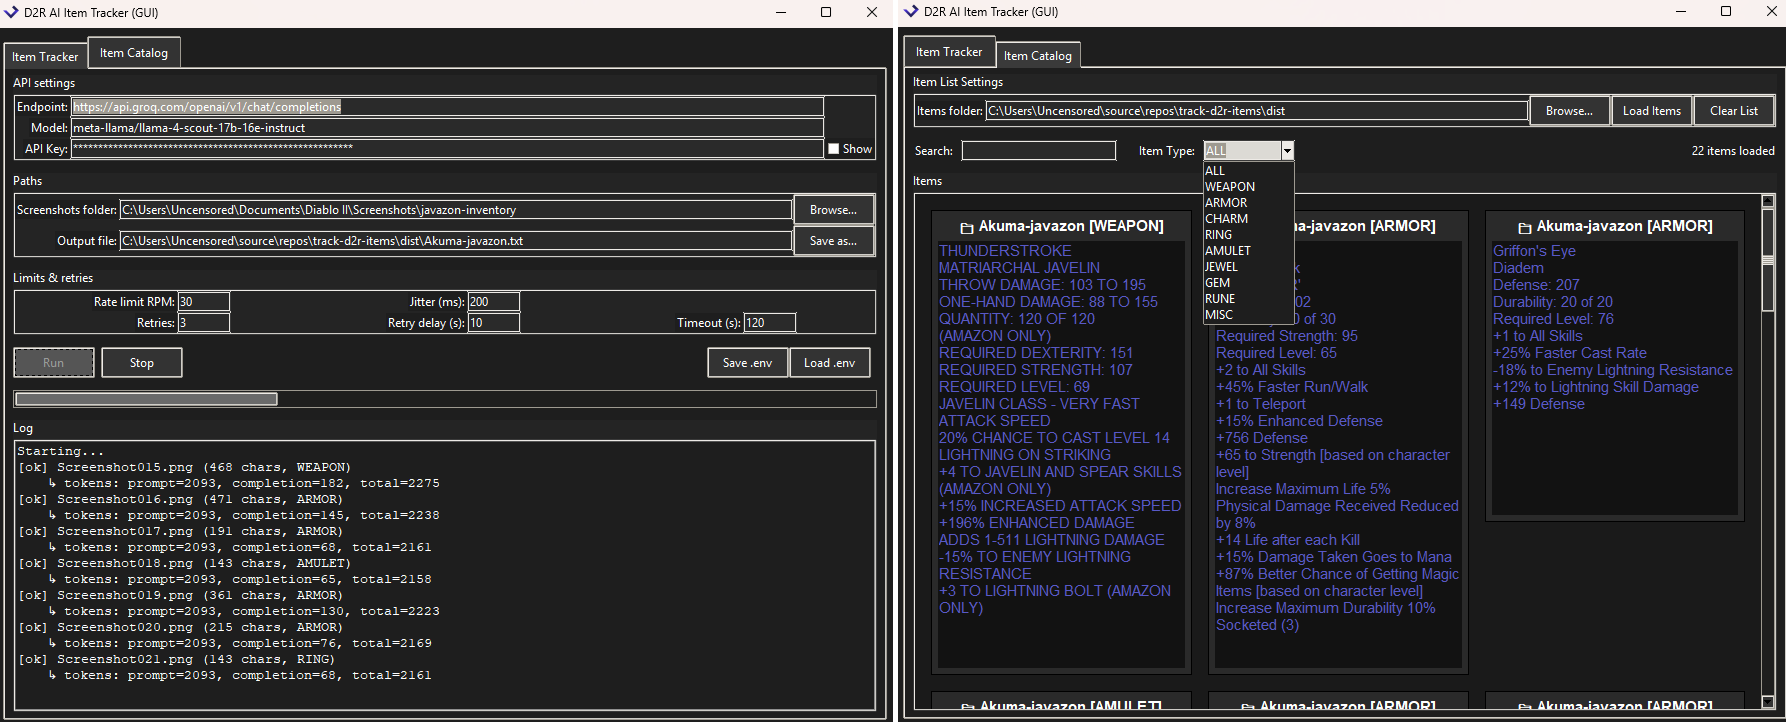 D2R AI Item Tracker (GUI)
Item Tracker
Item Catalog
API settings
Endpoint: https://api.groq.com/openai/v1/chat/completions
Model: meta-llama/llama-4-scout-17b-16e-instruct
API Key: ********************************************************
Show
Paths
Screenshots folder: C:\Users\Uncensored\Documents\Diablo II\Screenshots\javazon-inventory
Browse...
Output file: C:\Users\Uncensored\source\repos\track-d2r-items\dist\Akuma-javazon.txt
Save as...
Limits & retries
Rate limit RPM: 30
Jitter (ms): 200
Retries: 3
Retry delay (s): 10
Timeout (s): 120
Run
Stop
Save .env
Load .env
Log
Starting...
[ok] Screenshot015.png (468 chars, WEAPON)
↳ tokens: prompt=2093, completion=182, total=2275
[ok] Screenshot016.png (471 chars, ARMOR)
↳ tokens: prompt=2093, completion=145, total=2238
[ok] Screenshot017.png (191 chars, ARMOR)
↳ tokens: prompt=2093, completion=68, total=2161
[ok] Screenshot018.png (143 chars, AMULET)
↳ tokens: prompt=2093, completion=65, total=2158
[ok] Screenshot019.png (361 chars, ARMOR)
↳ tokens: prompt=2093, completion=130, total=2223
[ok] Screenshot020.png (215 chars, ARMOR)
↳ tokens: prompt=2093, completion=76, total=2169
[ok] Screenshot021.png (143 chars, RING)
↳ tokens: prompt=2093, completion=68, total=2161
D2R AI Item Tracker (GUI)
Item Tracker
Item Catalog
Item List Settings
Items folder: C:\Users\Uncensored\source\repos\track-d2r-items\dist
Browse...
Load Items
Clear List
Search:
Item Type: ALL
22 items loaded
ALL
WEAPON
ARMOR
CHARM
RING
AMULET
JEWEL
GEM
RUNE
MISC
Items
Akuma-javazon [WEAPON]
THUNDERSTROKE
MATRIARCHAL JAVELIN
THROW DAMAGE: 103 TO 195
ONE-HAND DAMAGE: 88 TO 155
QUANTITY: 120 OF 120
(AMAZON ONLY)
REQUIRED DEXTERITY: 151
REQUIRED STRENGTH: 107
REQUIRED LEVEL: 69
JAVELIN CLASS - VERY FAST
ATTACK SPEED
20% CHANCE TO CAST LEVEL 14
LIGHTNING ON STRIKING
+4 TO JAVELIN AND SPEAR SKILLS
(AMAZON ONLY)
+15% INCREASED ATTACK SPEED
+196% ENHANCED DAMAGE
ADDS 1-511 LIGHTNING DAMAGE
-15% TO ENEMY LIGHTNING
RESISTANCE
+3 TO LIGHTNING BOLT (AMAZON
ONLY)
ma-javazon [ARMOR]
02
of 30
Required Strength: 95
Required Level: 65
+2 to All Skills
+45% Faster Run/Walk
+1 to Teleport
+15% Enhanced Defense
+756 Defense
+65 to Strength [based on character
level]
Increase Maximum Life 5%
Physical Damage Received Reduced
by 8%
+14 Life after each Kill
+15% Damage Taken Goes to Mana
+87% Better Chance of Getting Magic
Items [based on character level]
Increase Maximum Durability 10%
Socketed (3)
Akuma-javazon [ARMOR]
Griffon's Eye
Diadem
Defense: 207
Durability: 20 of 20
Required Level: 76
+1 to All Skills
+25% Faster Cast Rate
-18% to Enemy Lightning Resistance
+12% to Lightning Skill Damage
+149 Defense
Akuma-javazon [AMULET]
Akuma-javazon [ARMOR]
Akuma-javazon [ARMOR]